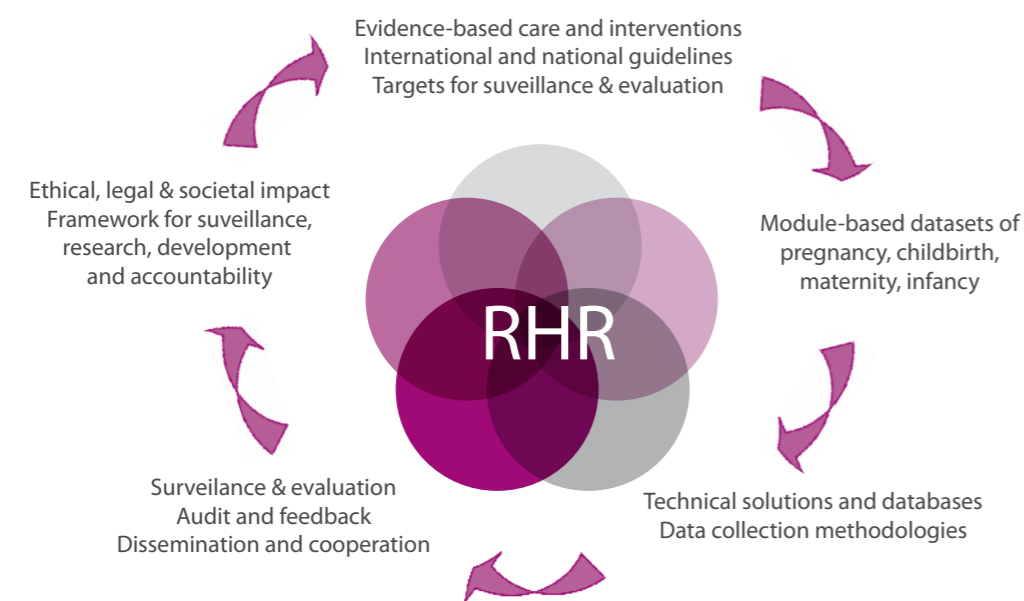 Evidence-based care and interventions
International and national guidelines
Targets for suveillance & evaluation
Ethical, legal & societal impact
Framework for suveillance,
research, development
and accountability
Module-based datasets of
pregnancy, childbirth,
maternity, infancy
RHR
Surveilance & evaluation
Audit and feedback
Dissemination and cooperation
Technical solutions and databases
Data collection methodologies